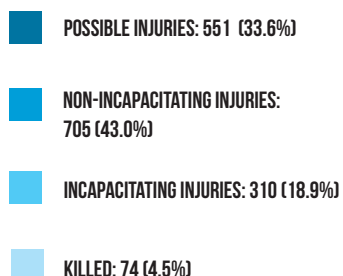 POSSIBLE INJURIES: 551 (33.6%)
NON-INCAPACITATING INJURIES:
705 (43.0%)
INCAPACITATING INJURIES: 310 (18.9%)
KILLED: 74 (4.5%)